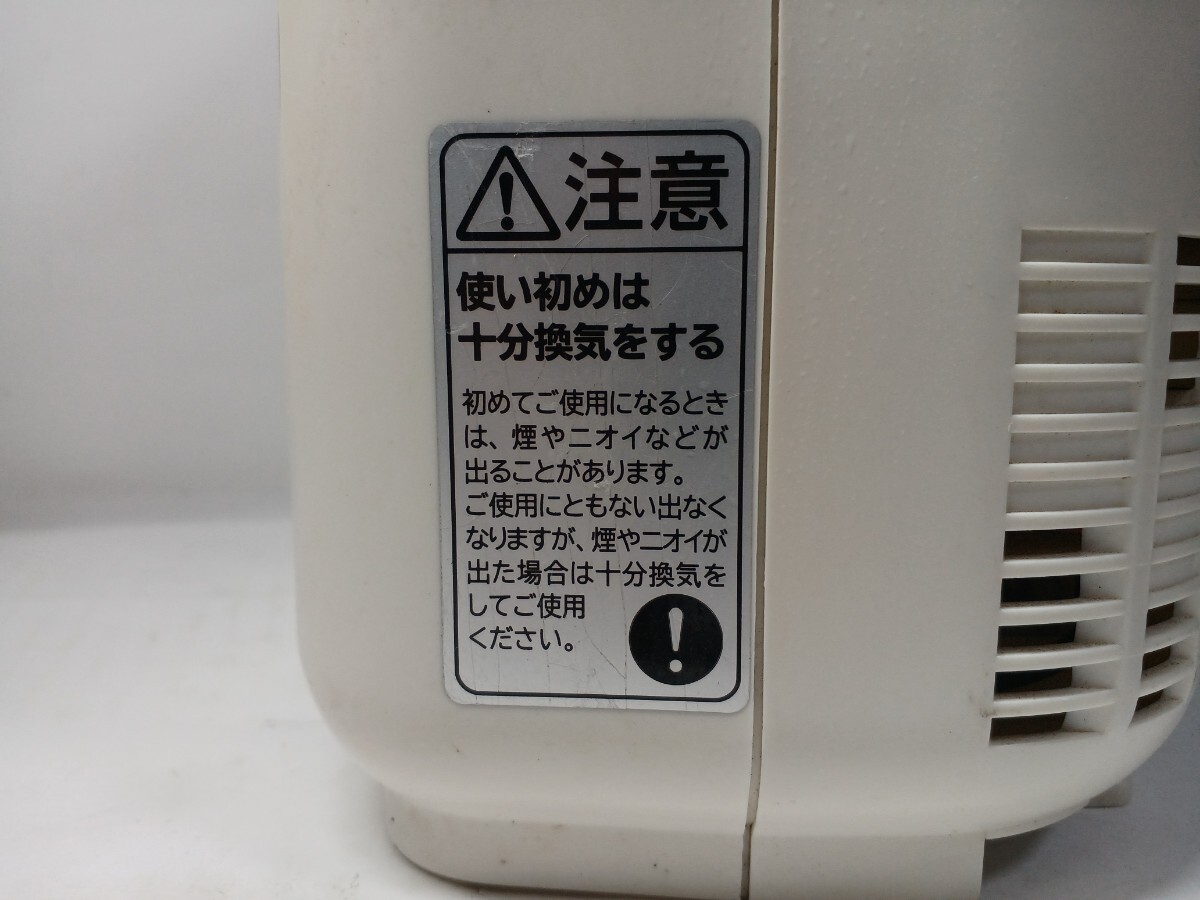 注意
使い初めは
十分換気をする
初めてご使用になるとき
は、煙やニオイなどが
出ることがあります。
ご使用にともない出なく
なりますが、煙やニオイが
出た場合は十分換気を
してご使用
ください。